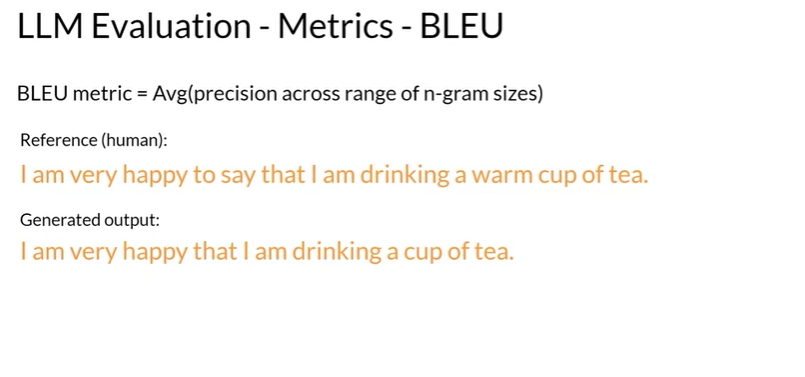 LLM Evaluation - Metrics - BLEU
BLEU metric = Avg(precision across range of n-gram sizes)
Reference (human):
I am very happy to say that I am drinking a warm cup of tea.
Generated output:
I am very happy that I am drinking a cup of tea.